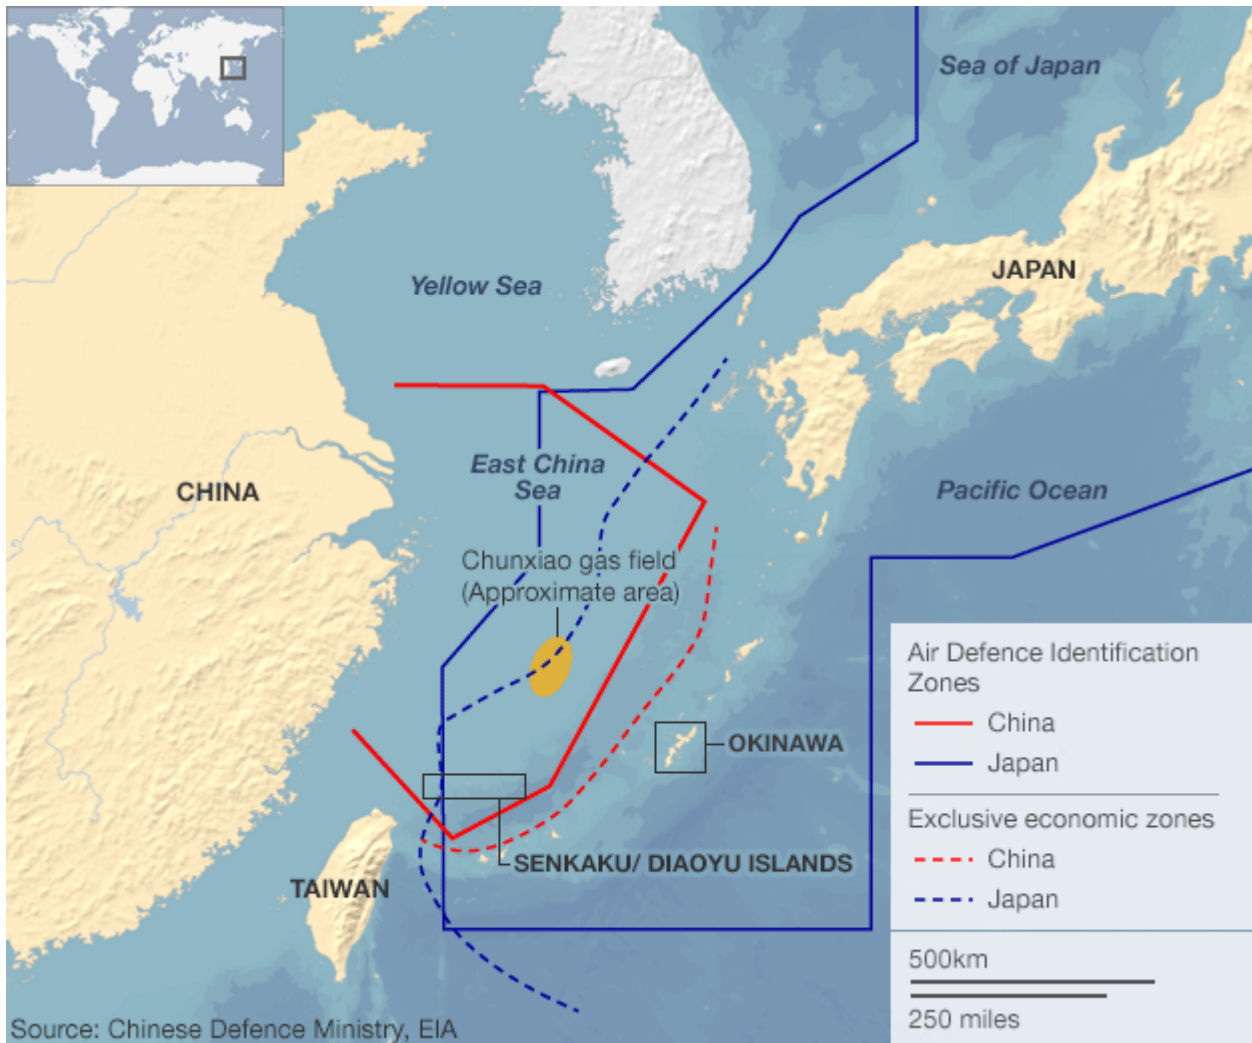 Sea of Japan
JAPAN
Yellow Sea
East China
Sea
CHINA
Pacific Ocean
Chunxiao gas field
(Approximate area)
OKINAWA
SENKAKU/ DIAOYU ISLANDS
TAIWAN
Air Defence Identification
Zones
China
Japan
Exclusive economic zones
China
Japan
500km
250 miles
Source: Chinese Defence Ministry, EIA